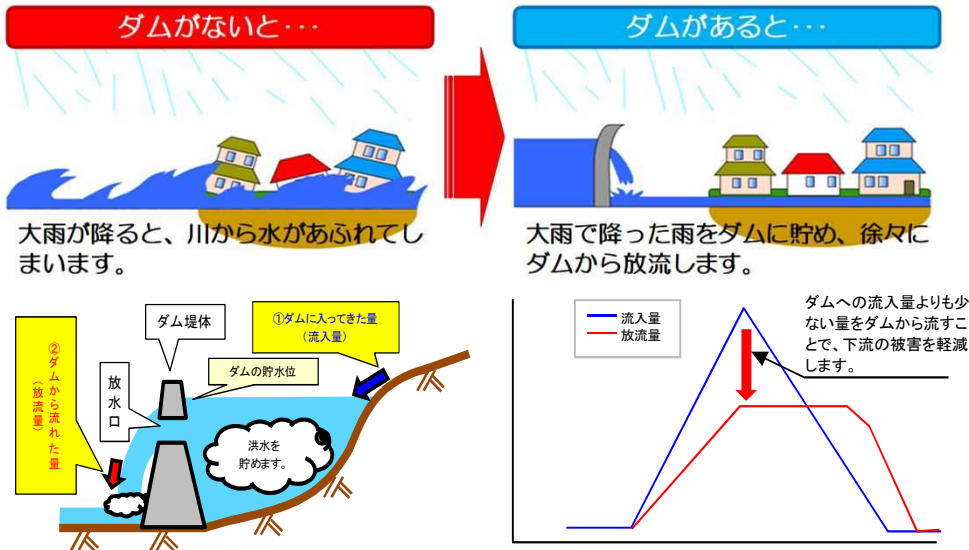 ダムがないと･･･
ダムがあると･･･
大雨が降ると、川から水があふれてし
まいます。
大雨で降った雨をダムに貯め、徐々に
ダムから放流します。
②ダムから流れた量
（放流量）
放水口
ダム堤体
①ダムに入ってきた量
（流入量）
ダムの貯水位
洪水を
貯めます。
流入量
放流量
ダムへの流入量よりも少
ない量をダムから流すこ
とで、下流の被害を軽減
します。